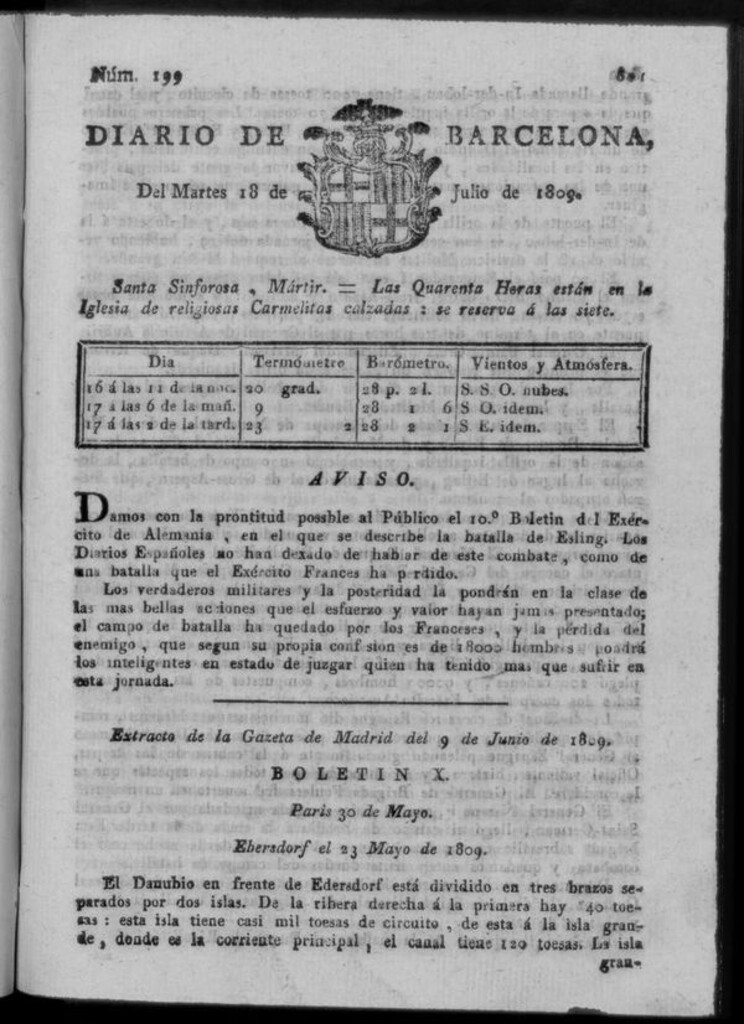 Núm. 199
DIARIO DE BARCELONA,
Del Martes 18 de Julio de 1809.
Santa Sinforosa, Mártir. = Las Quarenta Horas están en la
Iglesia de religiosas Carmelitas calzadas: se reserva á las siete.
Dia Termómetro Barómetro. Vientos y Atmósfera.
16 á las 11 de la noc. 20 grad. 28 p. 2 l. S. S. O. nubes.
17 á las 6 de la mañ. 9 28 1 6 S O. idem.
17 á las 2 de la tard. 23 2 28 2 1 S E. idem.
AVISO.
Damos con la prontitud posible al Público el 10.º Boletin del Exér-
cito de Alemania, en el que se describe la batalla de Esling. Los
Diarios Españoles no han dexado de hablar de este combate, como de
una batalla que el Exército Frances ha perdido.
Los verdaderos militares y la posteridad la pondrán en la clase de
las mas bellas acciones que el esfuerzo y valor hayan jamas presentado;
el campo de batalla ha quedado por los Franceses, y la pérdida del
enemigo, que segun su propia confesion es de 18000 hombres pondrá
los inteligentes en estado de juzgar quien ha tenido mas que sufrir en
esta jornada.
Extracto de la Gazeta de Madrid del 9 de Junio de 1809.
BOLETIN X.
Paris 30 de Mayo.
Ebersdorf el 23 Mayo de 1809.
El Danubio en frente de Edersdorf está dividido en tres brazos se-
parados por dos islas. De la ribera derecha á la primera hay 40 toe-
sas: esta isla tiene casi mil toesas de circuito, de esta á la isla gran-
de, donde es la corriente principal, el canal tiene 120 toesas. La isla
gran-